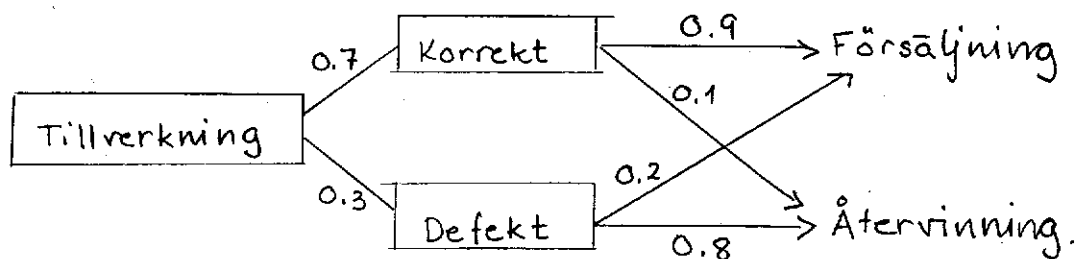 0.9
Korrekt
Försäljning
0.7
0.1
Tillverkning
0.3
0.2
Defekt
Återvinning.
0.8